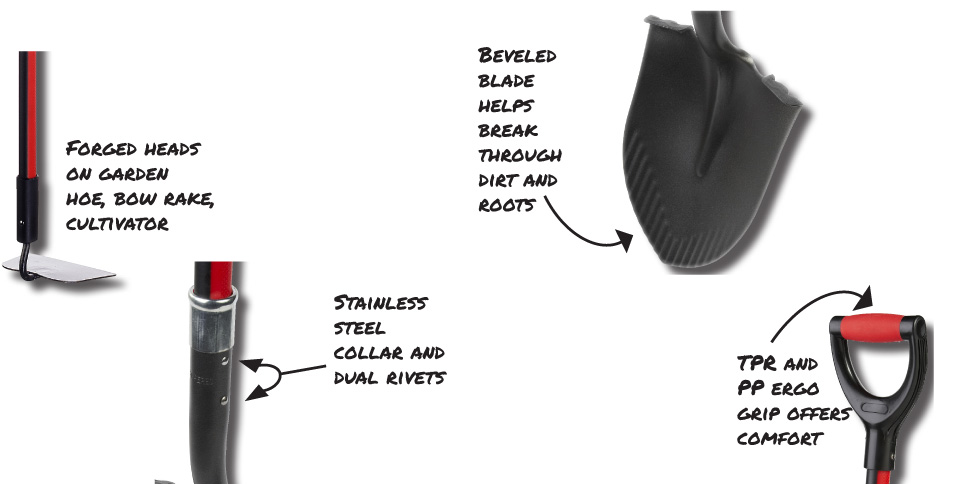 Forged heads
on garden
hoe, bow rake,
cultivator
Beveled
blade
helps
break
through
dirt and
roots
Stainless
steel
collar and
dual rivets
TPR and
PP ergo
grip offers
comfort